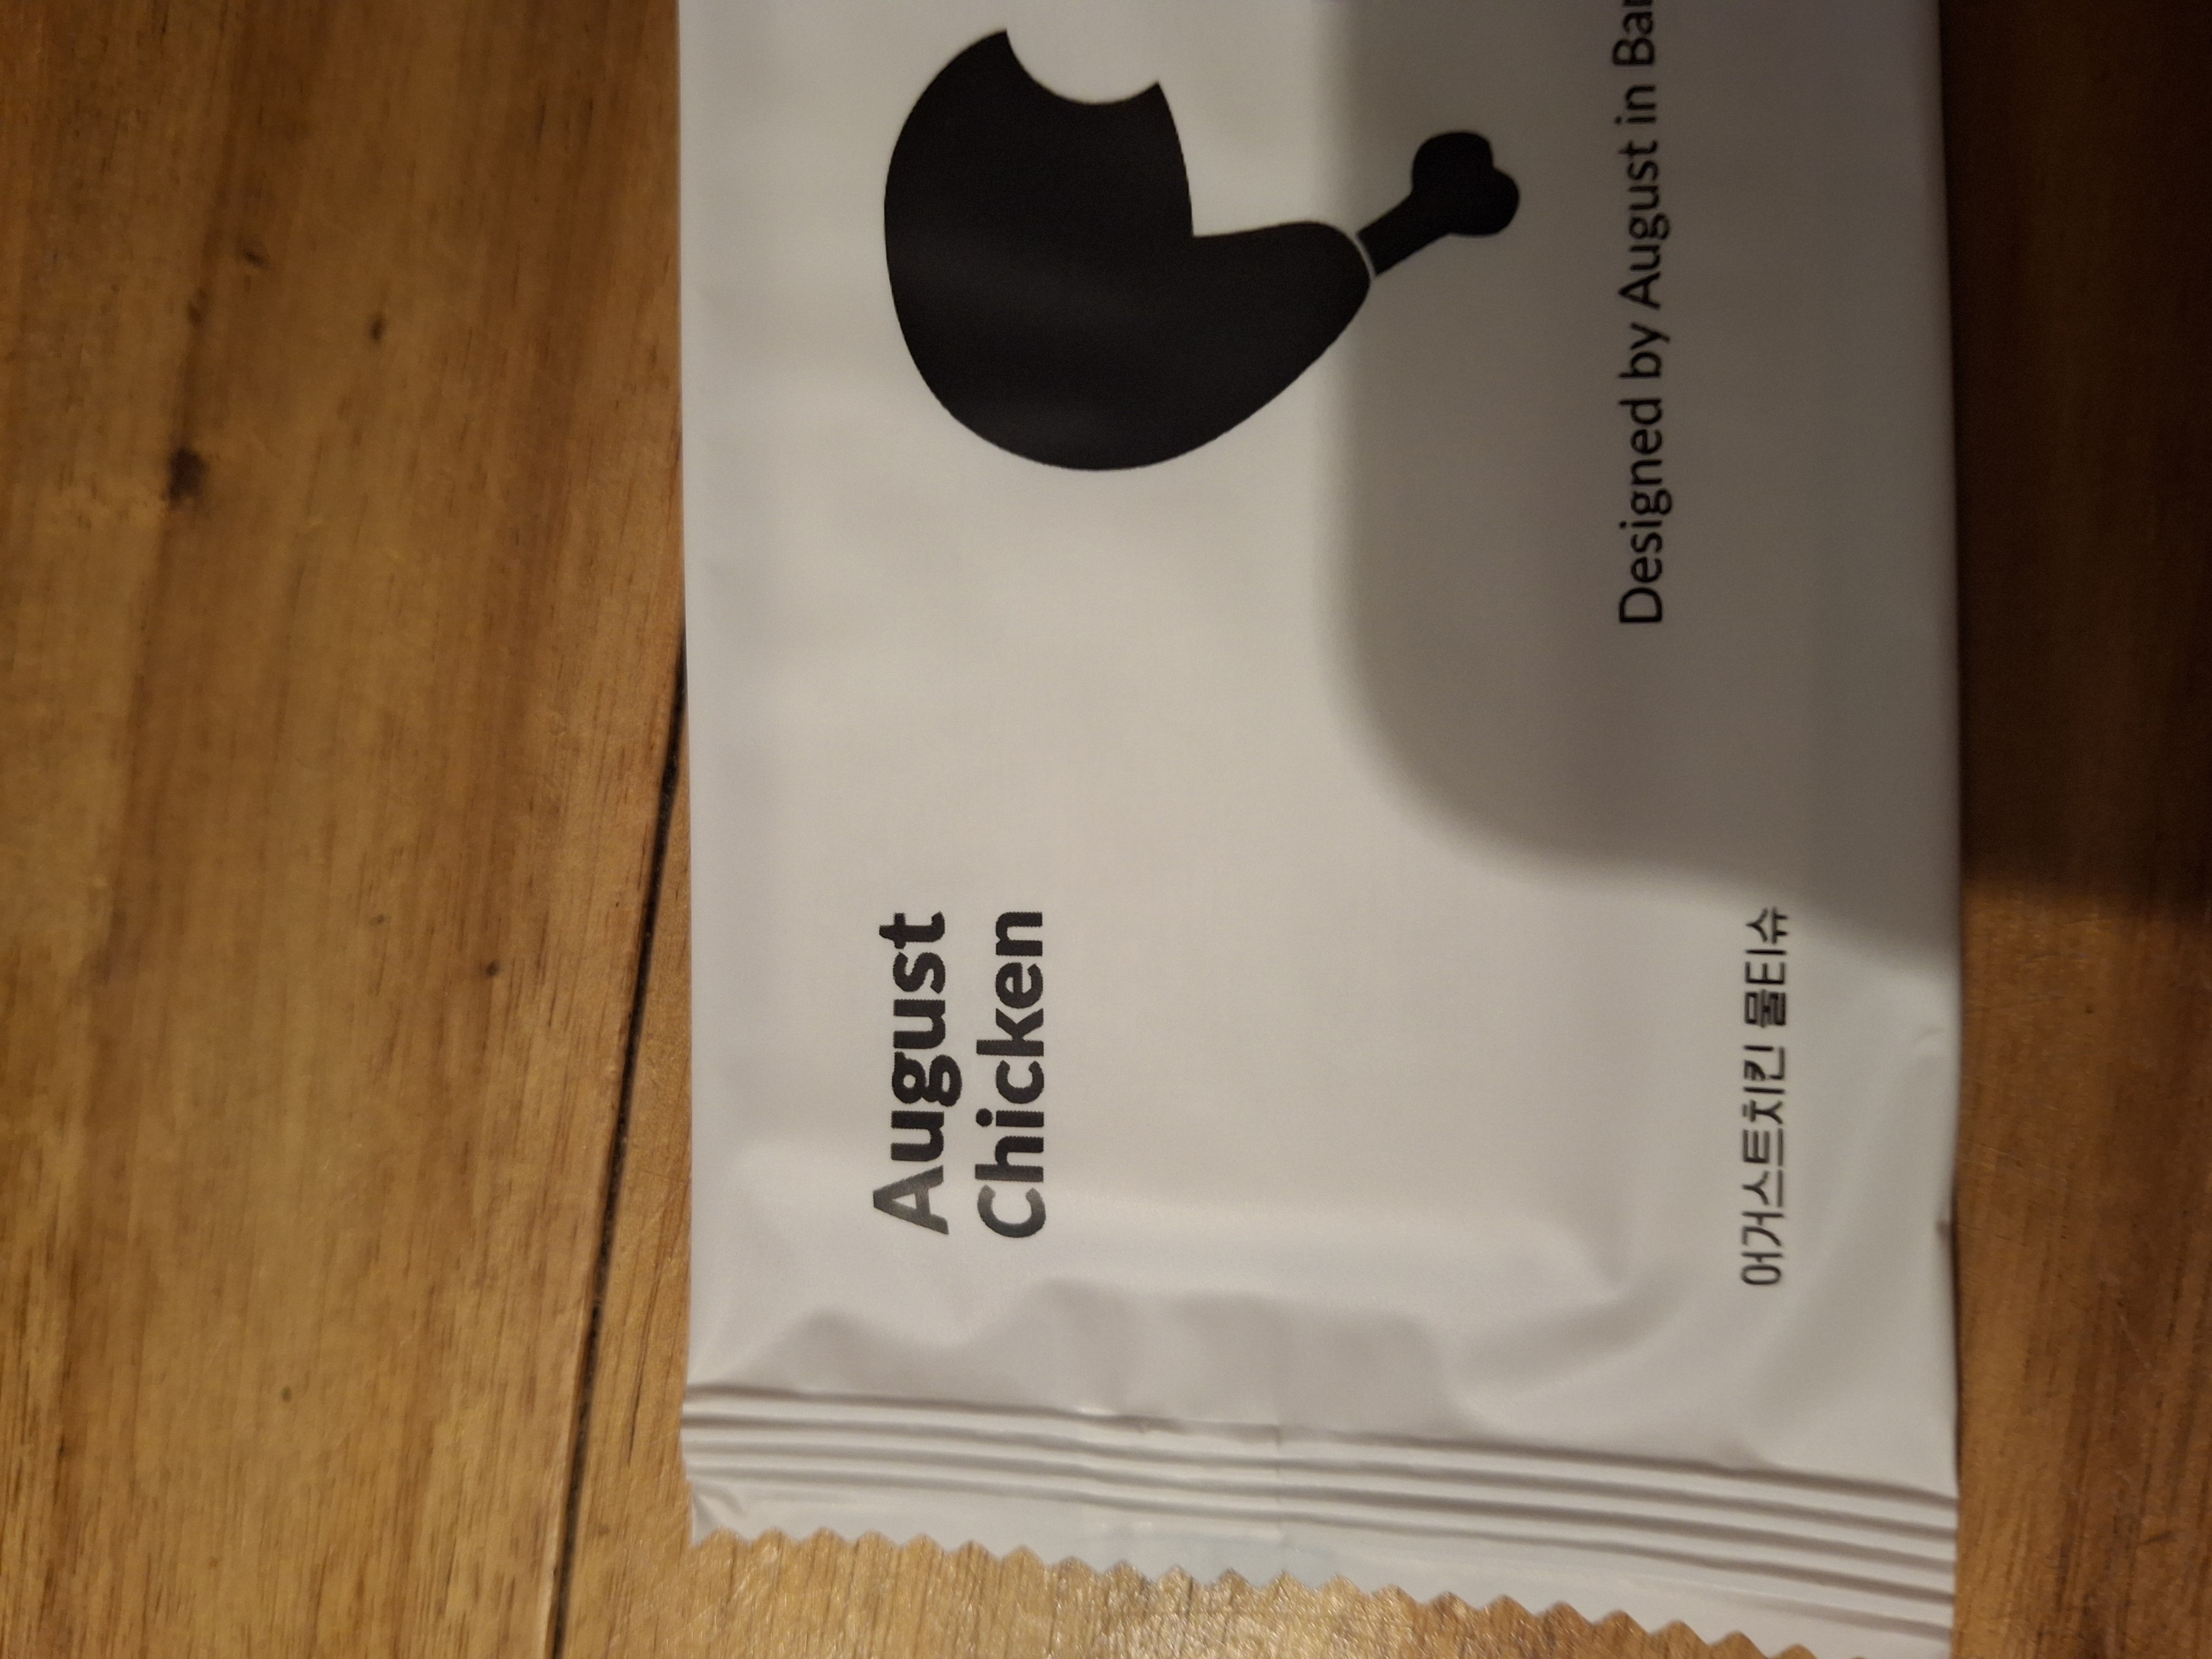 August
Chicken
Designed by August in
어거스트치킨 물티슈